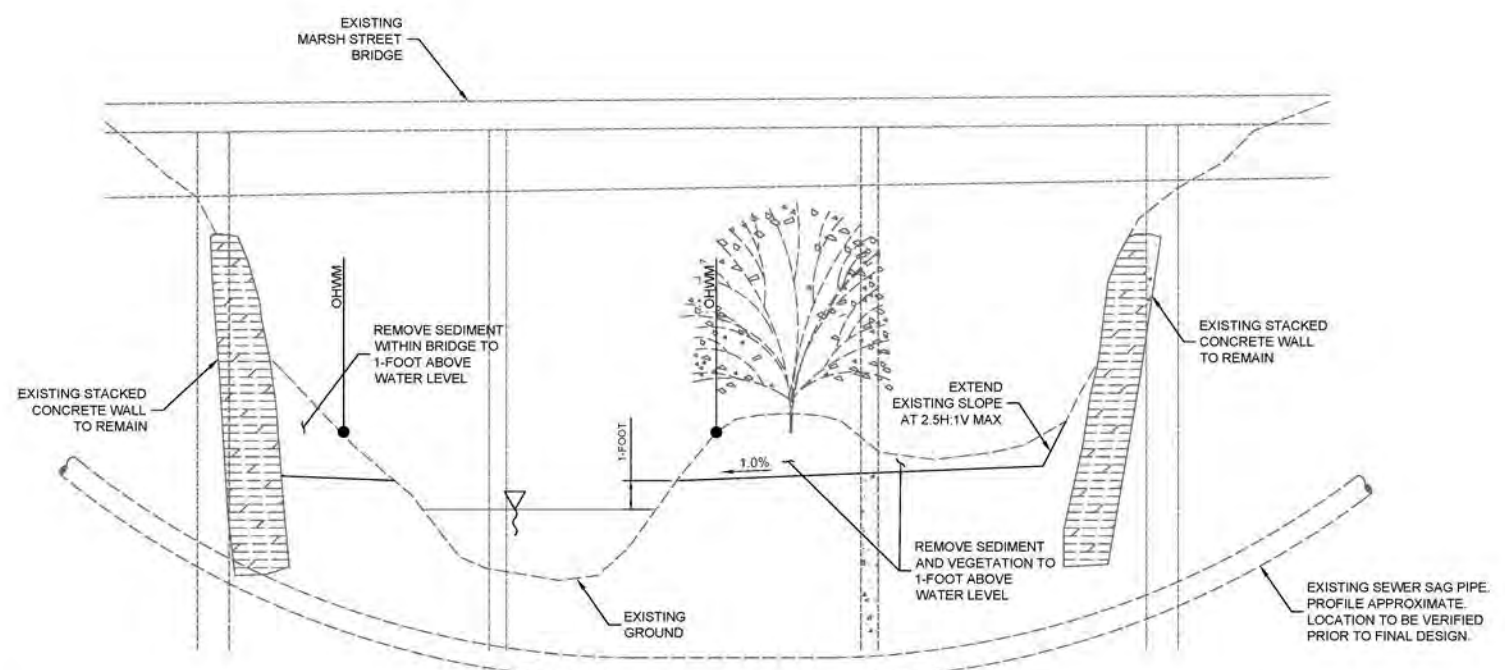 EXISTING
MARSH STREET
BRIDGE
OHWM
REMOVE SEDIMENT
WITHIN BRIDGE TO
1-FOOT ABOVE
WATER LEVEL
EXISTING STACKED
CONCRETE WALL
TO REMAIN
OHWM
EXISTING STACKED
CONCRETE WALL
TO REMAIN
EXTEND
EXISTING SLOPE
AT 2.5H:1V MAX
1-FOOT
1.0%
REMOVE SEDIMENT
AND VEGETATION TO
1-FOOT ABOVE
WATER LEVEL
EXISTING
GROUND
EXISTING SEWER SAG PIPE.
PROFILE APPROXIMATE.
LOCATION TO BE VERIFIED
PRIOR TO FINAL DESIGN.